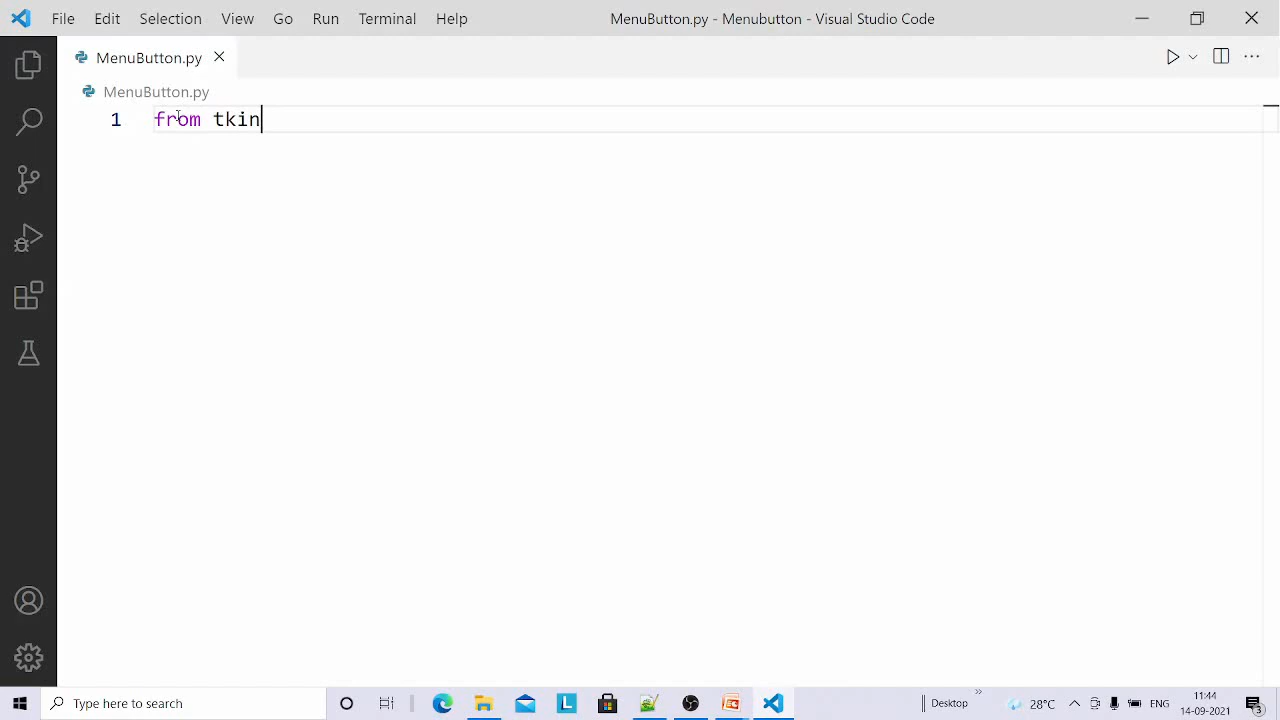 File Edit Selection View Go Run Terminal Help MenuButton.py - Menubutton - Visual Studio Code
MenuButton.py
MenuButton.py
1 from tkin
Type here to search
L
Desktop
28°C
ENG
11:44
14-09-2021
3